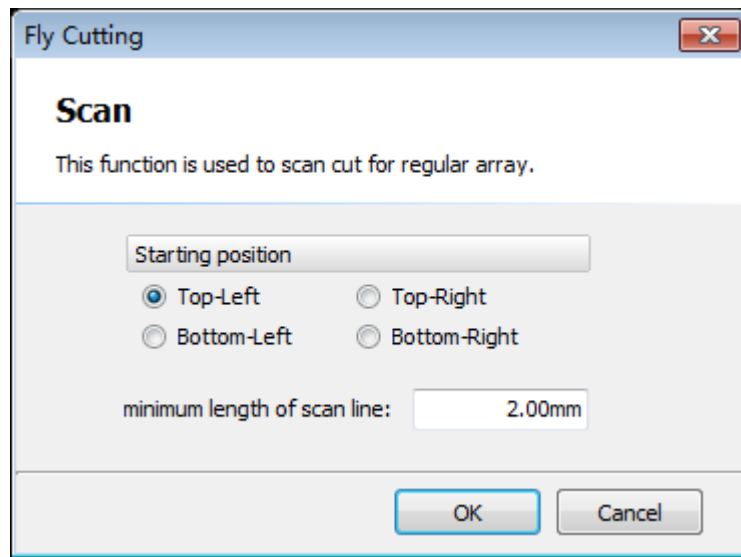 Fly Cutting
Scan
This function is used to scan cut for regular array.
Starting position
Top-Left Top-Right
Bottom-Left Bottom-Right
minimum length of scan line: 2.00mm
OK Cancel